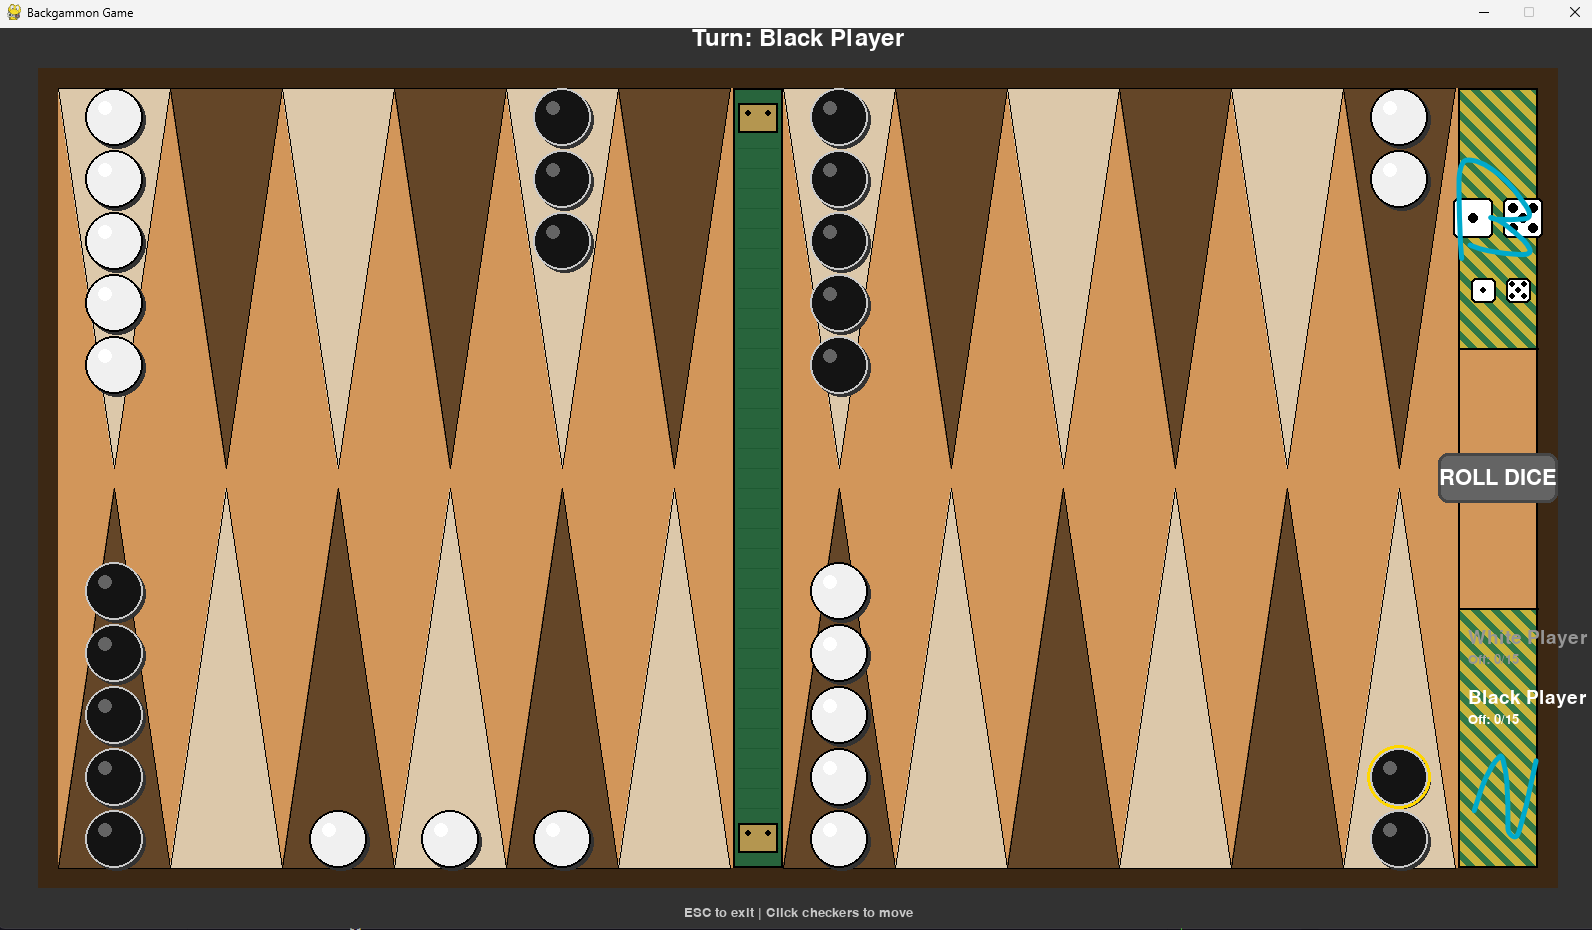 Backgammon Game
Turn: Black Player
ROLL DICE
White Player
Off: 0/15
Black Player
Off: 0/15
ESC to exit | Click checkers to move